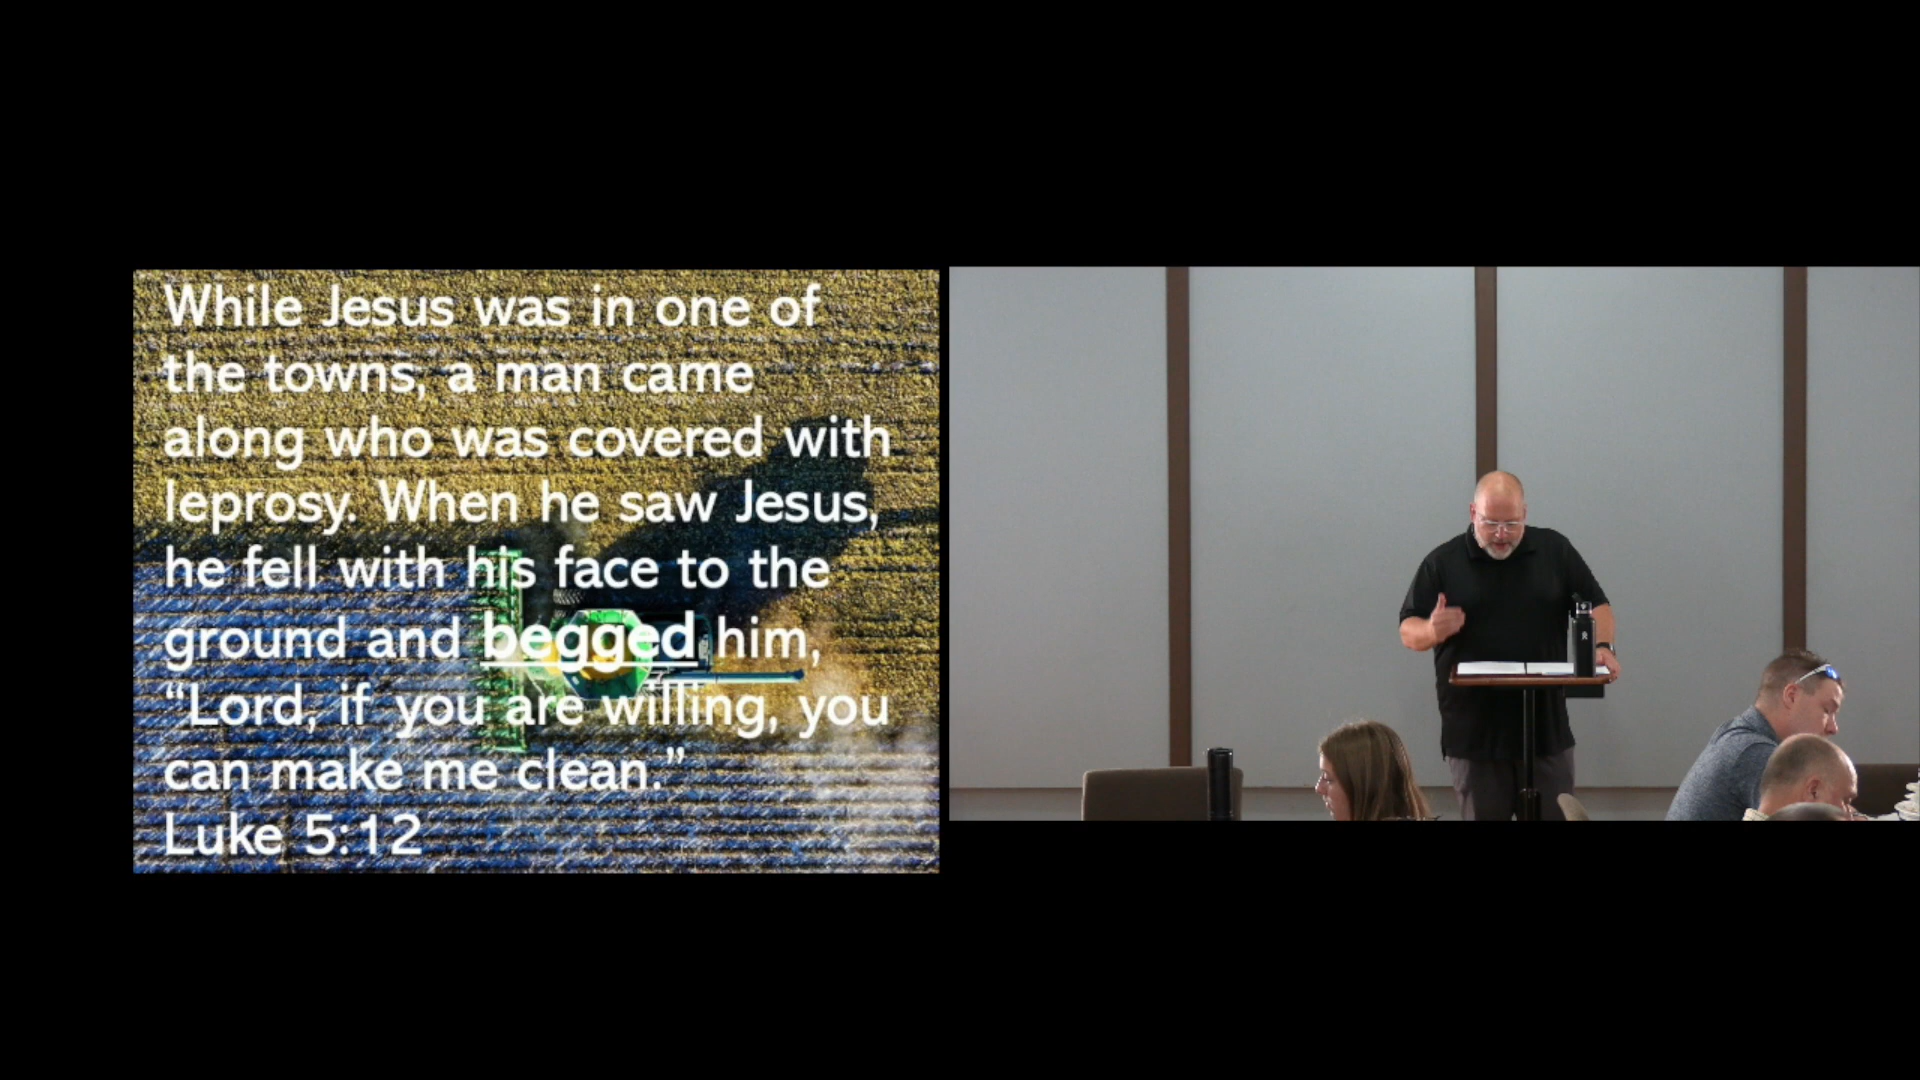 While Jesus was in one of
the towns, a man came
along who was covered with
leprosy. When he saw Jesus,
he fell with his face to the
ground and begged him,
“Lord, if you are willing, you
can make me clean.”
Luke 5:12